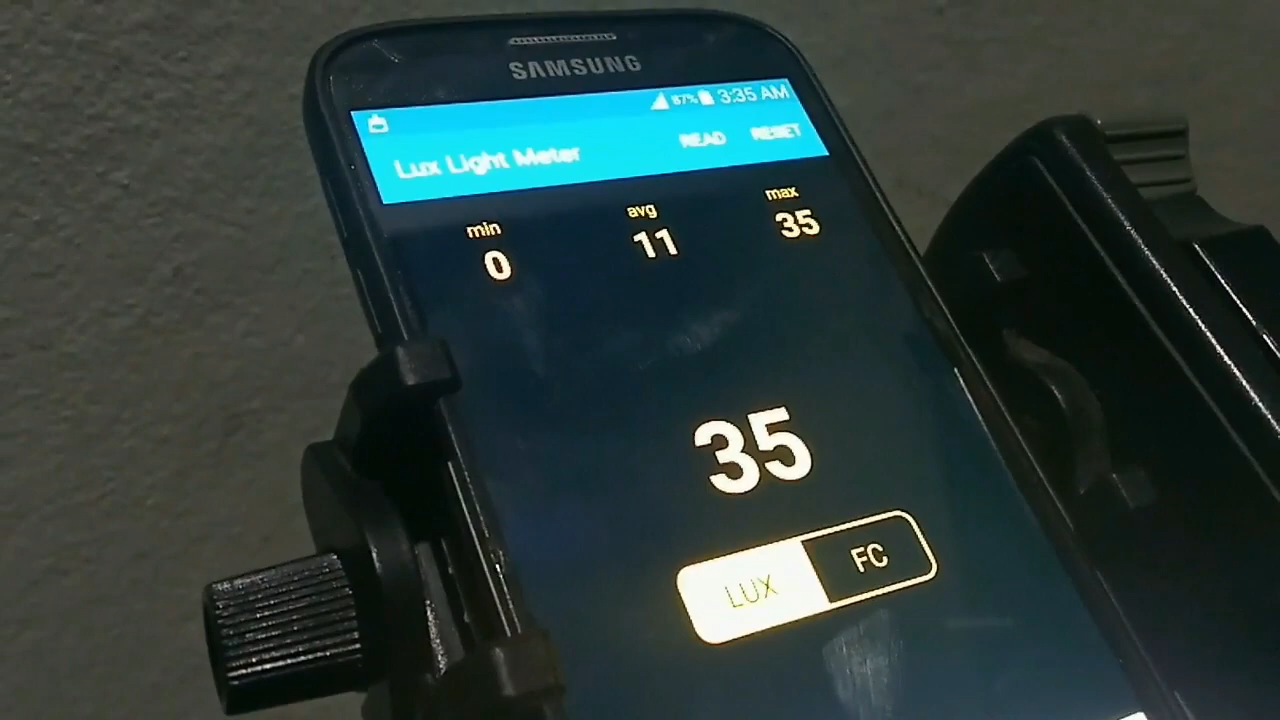 SAMSUNG
87% 3:35 AM
Lux Light Meter READ RESET
min avg max
0 11 35
35
LUX FC